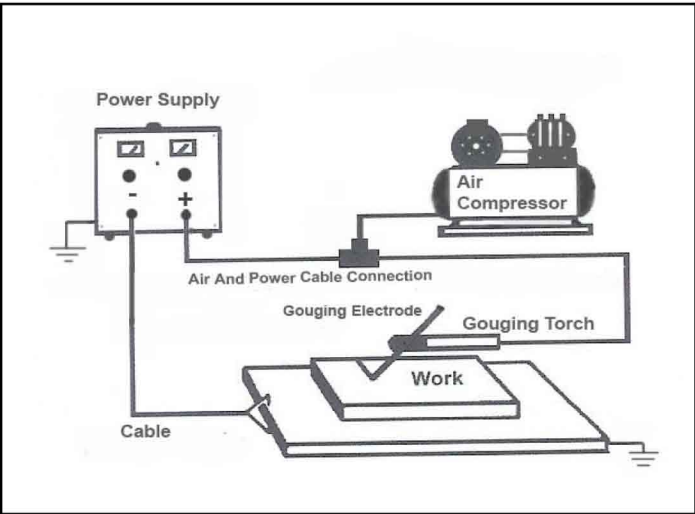 Power Supply
- +
Air
Compressor
Air And Power Cable Connection
Gouging Electrode
Gouging Torch
Work
Cable